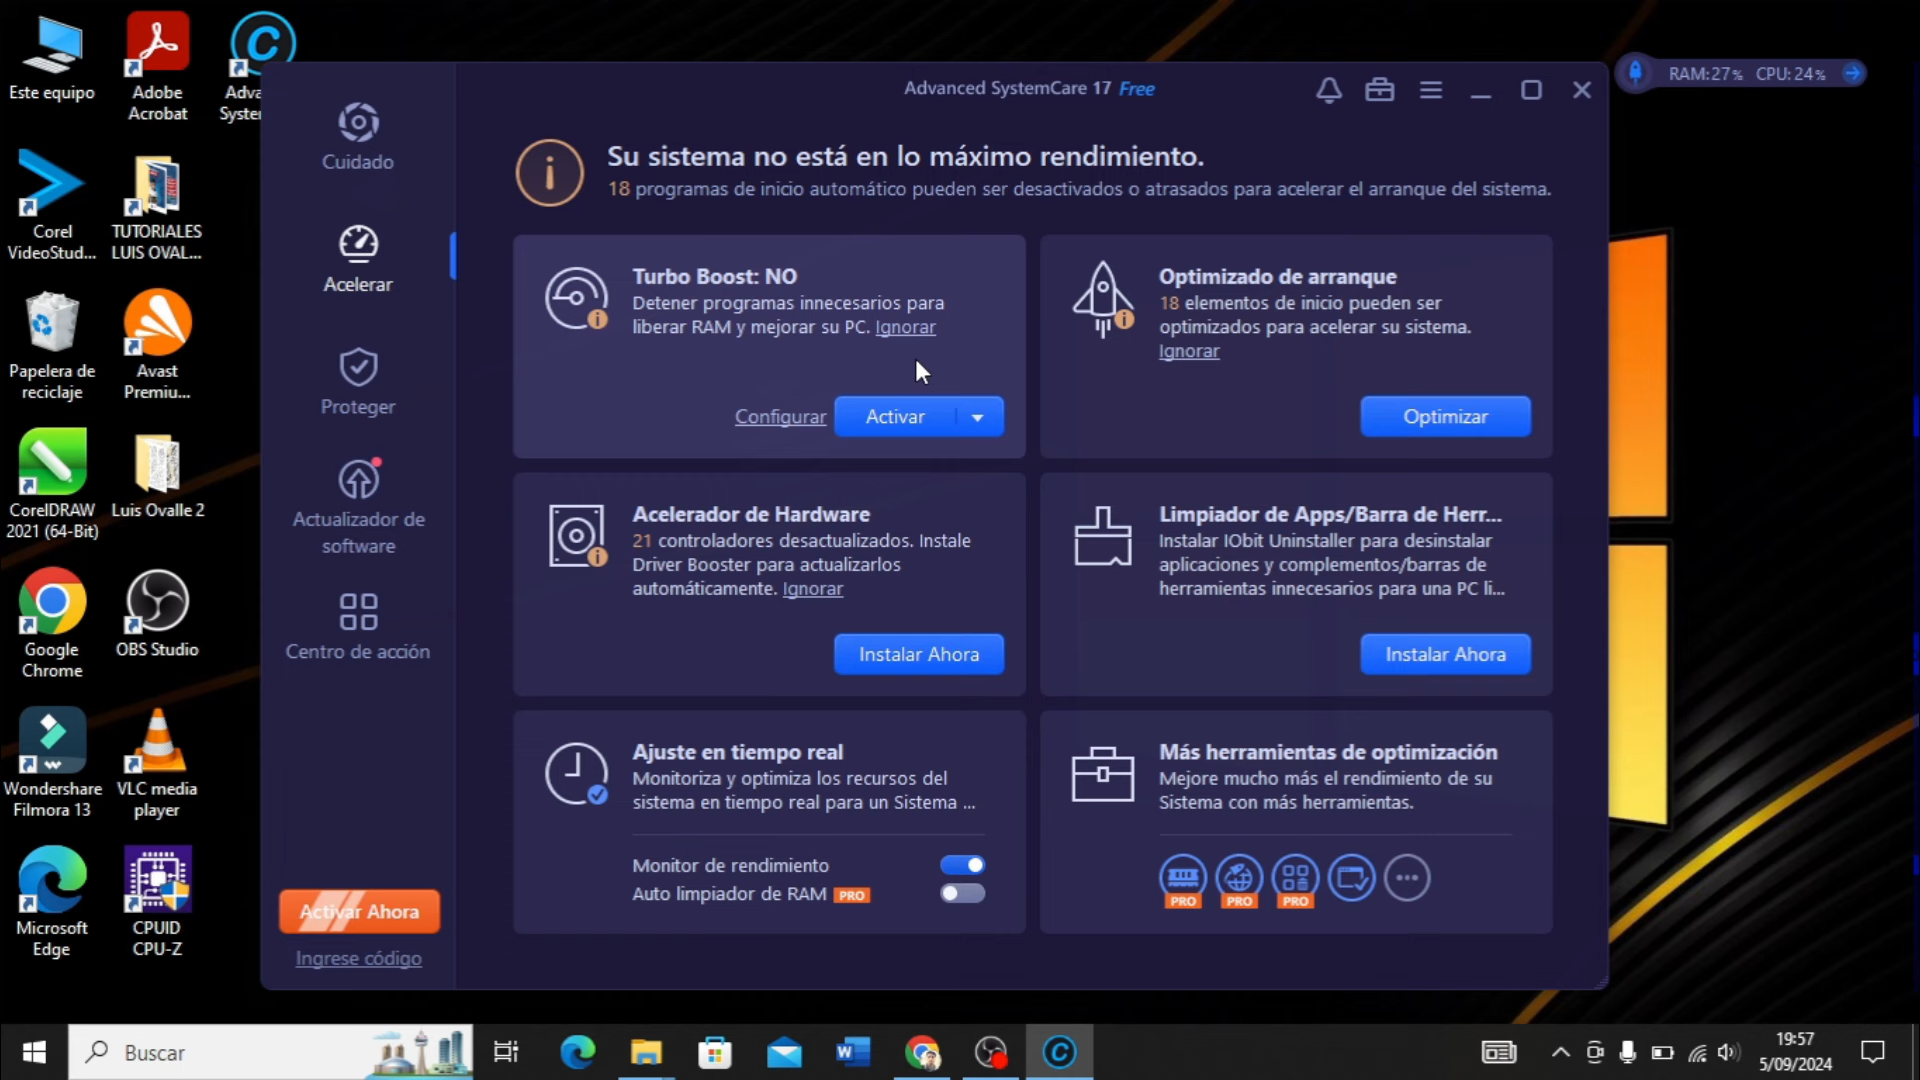 Este equipo
Adobe
Acrobat
Adva
Syster
Corel
VideoStud...
TUTORIALES
LUIS OVAL...
Papelera de
reciclaje
Avast
Premiu...
CorelDRAW
2021 (64-Bit)
Luis Ovalle 2
Google
Chrome
OBS Studio
Wondershare
Filmora 13
VLC media
player
Microsoft
Edge
CPUID
CPU-Z
Advanced SystemCare 17 Free
RAM:27% CPU:24%
Cuidado
Acelerar
Proteger
Actualizador de
software
Centro de acción
Activar Ahora
Ingrese código
Su sistema no está en lo máximo rendimiento.
18 programas de inicio automático pueden ser desactivados o atrasados para acelerar el arranque del sistema.
Turbo Boost: NO
Detener programas innecesarios para
liberar RAM y mejorar su PC. Ignorar
Configurar
Activar
Optimizado de arranque
18 elementos de inicio pueden ser
optimizados para acelerar su sistema.
Ignorar
Optimizar
Acelerador de Hardware
21 controladores desactualizados. Instale
Driver Booster para actualizarlos
automáticamente. Ignorar
Instalar Ahora
Limpiador de Apps/Barra de Herr...
Instalar IObit Uninstaller para desinstalar
aplicaciones y complementos/barras de
herramientas innecesarios para una PC li...
Instalar Ahora
Ajuste en tiempo real
Monitoriza y optimiza los recursos del
sistema en tiempo real para un Sistema ...
Monitor de rendimiento
Auto limpiador de RAM PRO
Más herramientas de optimización
Mejore mucho más el rendimiento de su
Sistema con más herramientas.
PRO
PRO
PRO
Buscar
19:57
5/09/2024